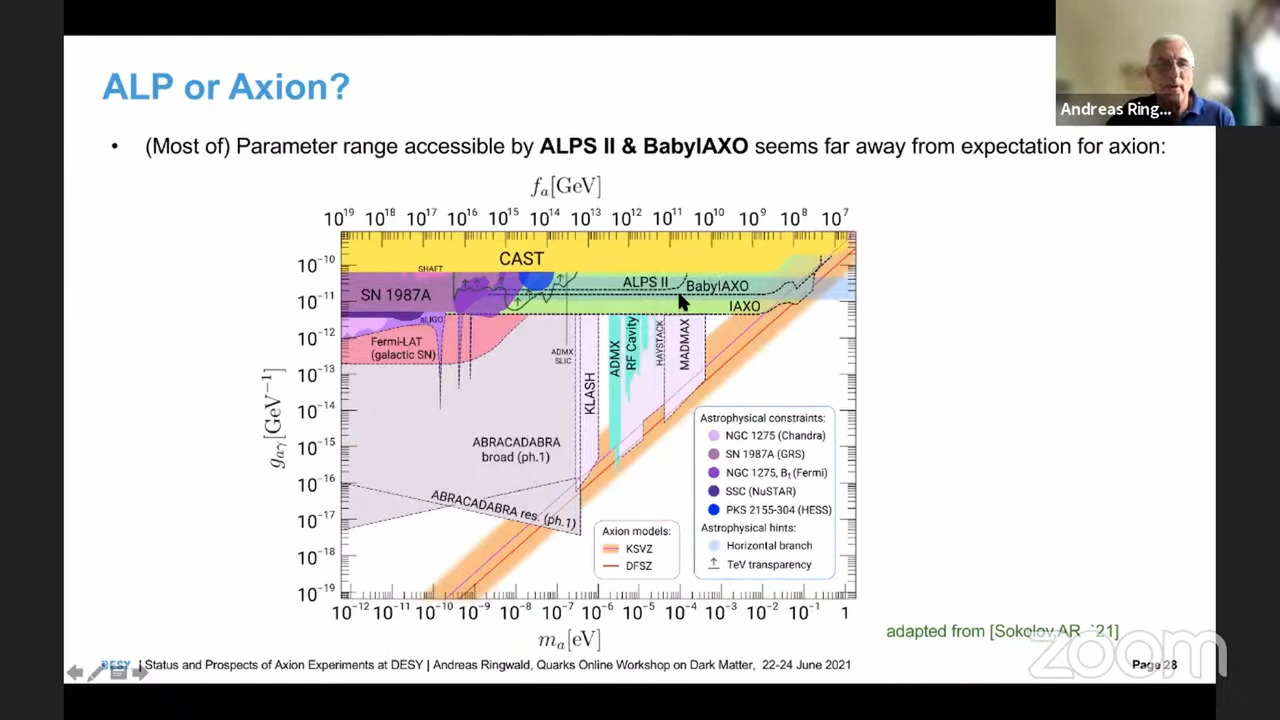 ALP or Axion?
Andreas Ring...
• (Most of) Parameter range accessible by ALPS II & BabyIAXO seems far away from expectation for axion:
f_a[GeV]
10^19 10^18 10^17 10^16 10^15 10^14 10^13 10^12 10^11 10^10 10^9 10^8 10^7
CAST
10^-10
SHAFT
ALPS II
BabyIAXO
SN 1987A
10^-11
IAXO
aLIGO
10^-12
Fermi-LAT
(galactic SN)
ADMX
SLIC
KLASH
ADMX
RF Cavity
HAYSTACK
MADMAX
10^-13
g_aγ[GeV^-1]
10^-14
10^-15
10^-16
10^-17
10^-18
10^-19
ABRACADABRA
broad (ph.1)
ABRACADABRA res. (ph.1)
Axion models:
KSVZ
DFSZ
Astrophysical constraints:
NGC 1275 (Chandra)
SN 1987A (GRS)
NGC 1275, B_f (Fermi)
SSC (NuSTAR)
PKS 2155-304 (HESS)
Astrophysical hints:
Horizontal branch
TeV transparency
10^-12 10^-11 10^-10 10^-9 10^-8 10^-7 10^-6 10^-5 10^-4 10^-3 10^-2 10^-1 1
m_a[eV]
adapted from [Sokolov,AR `21]
DESY | Status and Prospects of Axion Experiments at DESY | Andreas Ringwald, Quarks Online Workshop on Dark Matter, 22-24 June 2021
Page 28
zoom